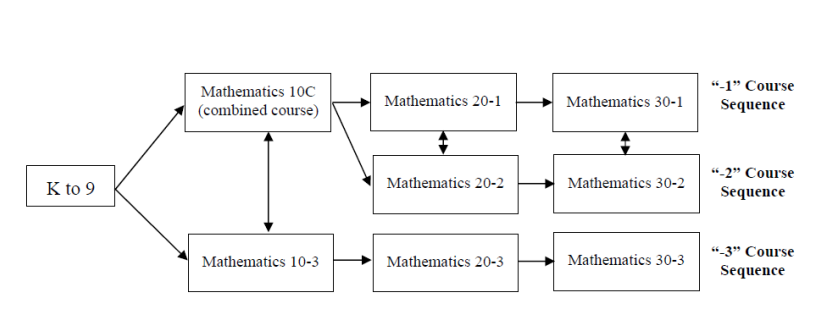 Mathematics 10C
(combined course)
Mathematics 20-1
Mathematics 30-1
“-1” Course
Sequence
K to 9
Mathematics 20-2
Mathematics 30-2
“-2” Course
Sequence
Mathematics 10-3
Mathematics 20-3
Mathematics 30-3
“-3” Course
Sequence